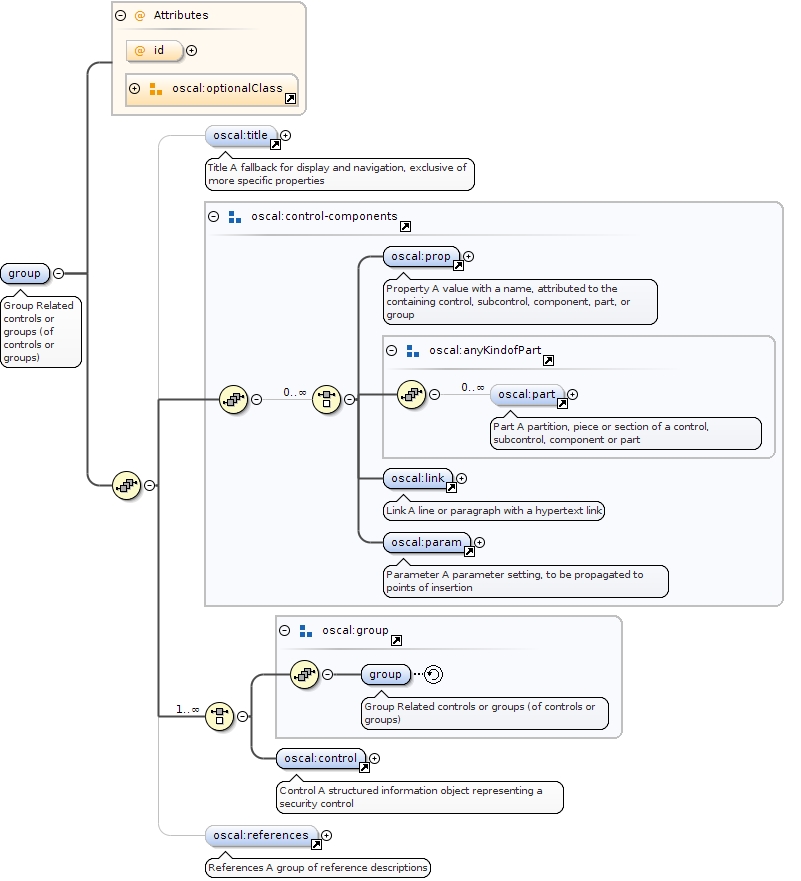 Attributes
@ id
oscal:optionalClass
oscal:title
Title A fallback for display and navigation, exclusive of
more specific properties
oscal:control-components
oscal:prop
Property A value with a name, attributed to the
containing control, subcontrol, component, part, or
group
group
Group Related
controls or
groups (of
controls or
groups)
oscal:anyKindofPart
0..∞
0..∞
oscal:part
Part A partition, piece or section of a control,
subcontrol, component or part
oscal:link
Link A line or paragraph with a hypertext link
oscal:param
Parameter A parameter setting, to be propagated to
points of insertion
oscal:group
group
Group Related controls or groups (of controls or
groups)
1..∞
oscal:control
Control A structured information object representing a
security control
oscal:references
References A group of reference descriptions